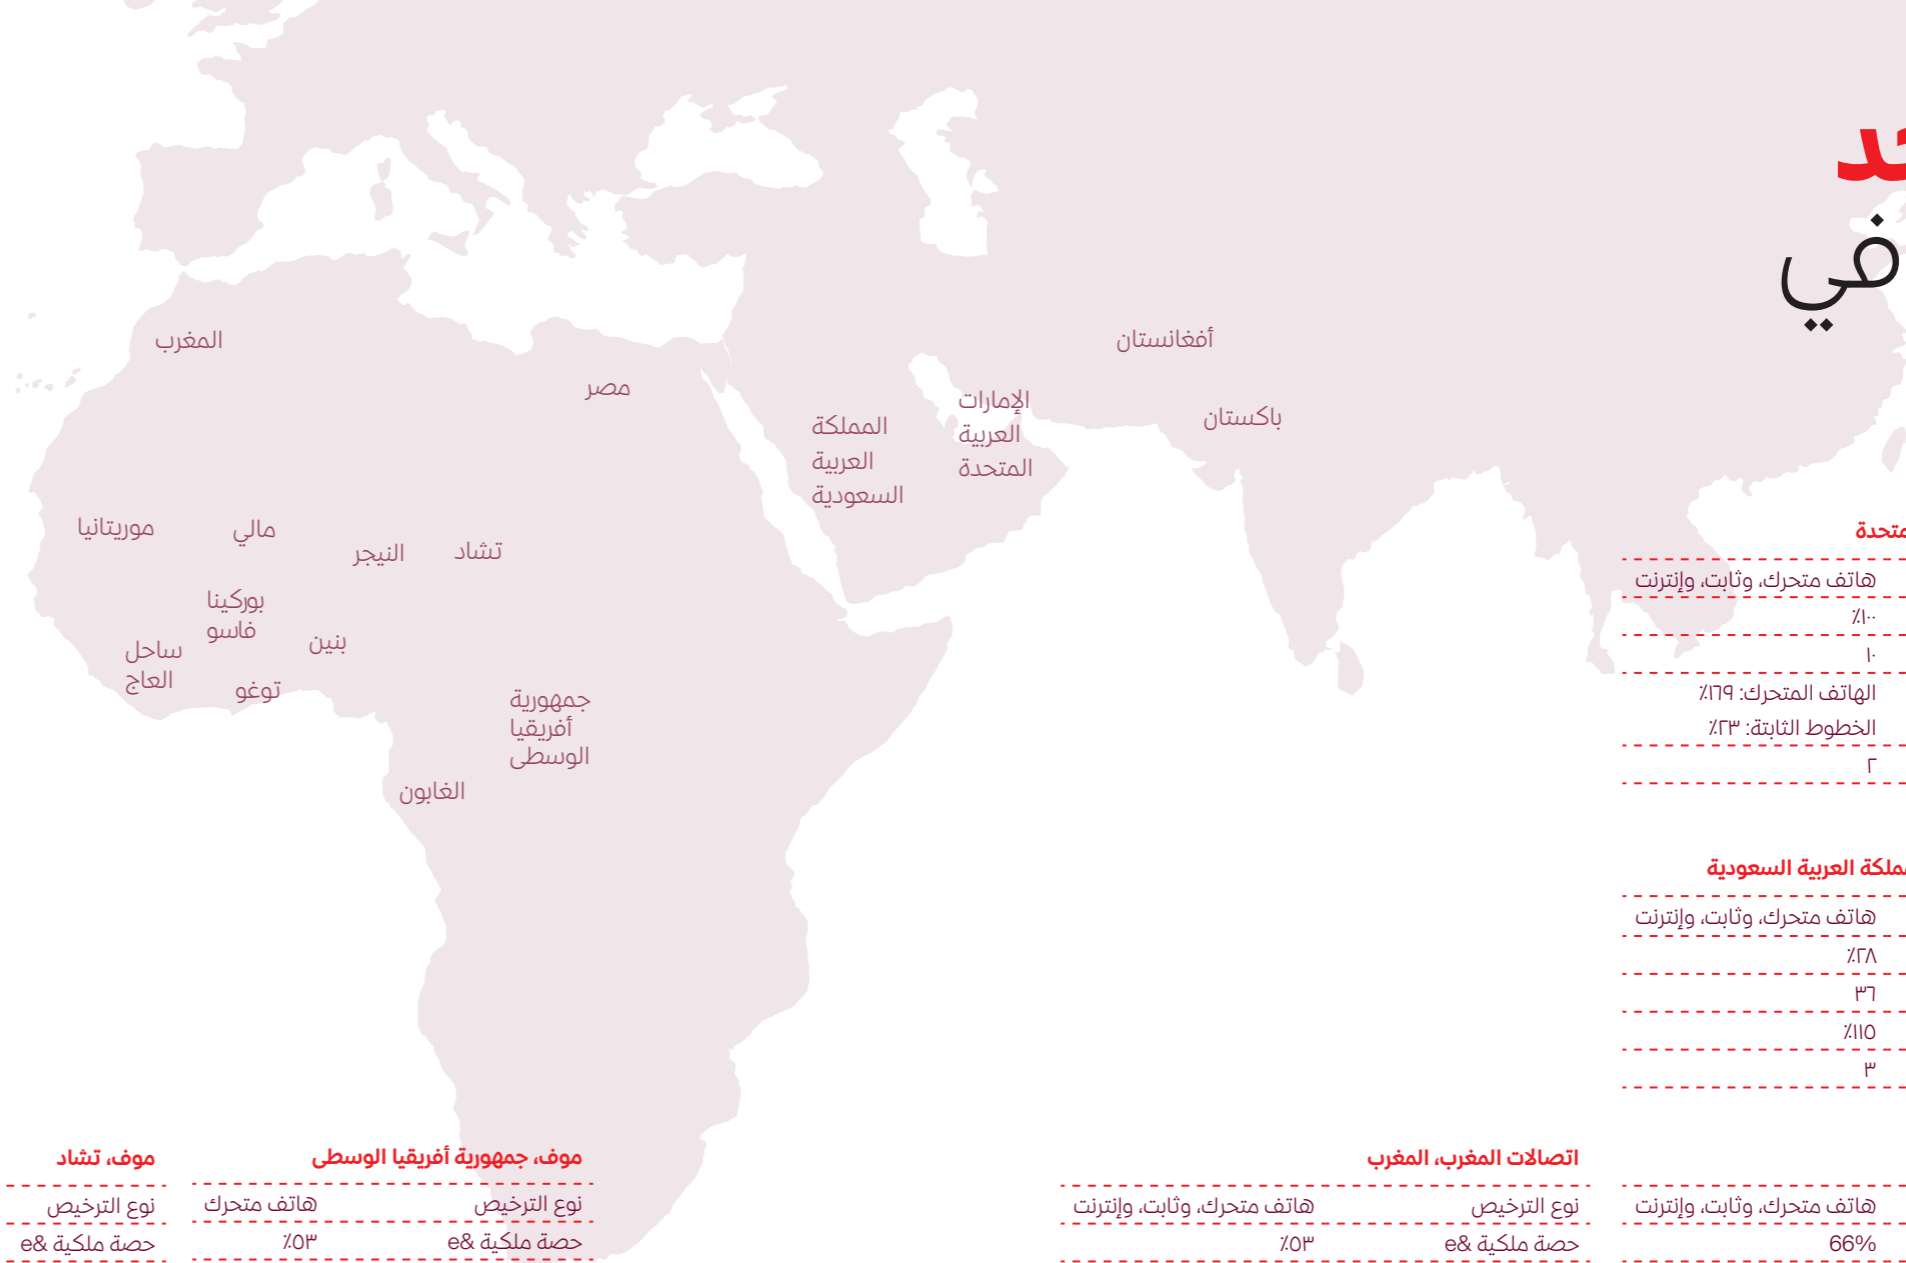 في
المغرب
مصر
أفغانستان
باكستان
الإمارات
العربية
المتحدة
المملكة
العربية
السعودية
موريتانيا
مالي
النيجر
تشاد
بوركينا
فاسو
بنين
ساحل
العاج
توغو
جمهورية
أفريقيا
الوسطى
الغابون
هاتف متحرك، وثابت، وإنترنت
٪١٠٠
١٠
الهاتف المتحرك: ١٦٩٪
الخطوط الثابتة: ٢٣٪
٢
العربية السعودية
هاتف متحرك، وثابت، وإنترنت
٪٢٨
٣٦
٪١١٥
٣
هاتف متحرك، وثابت، وإنترنت
66%
اتصالات المغرب، المغرب
نوع الترخيص هاتف متحرك، وثابت، وإنترنت
حصة ملكية e& ٪٥٣
موف، جمهورية أفريقيا الوسطى
نوع الترخيص هاتف متحرك
حصة ملكية e& ٪٥٣
موف، تشاد
نوع الترخيص
حصة ملكية e&